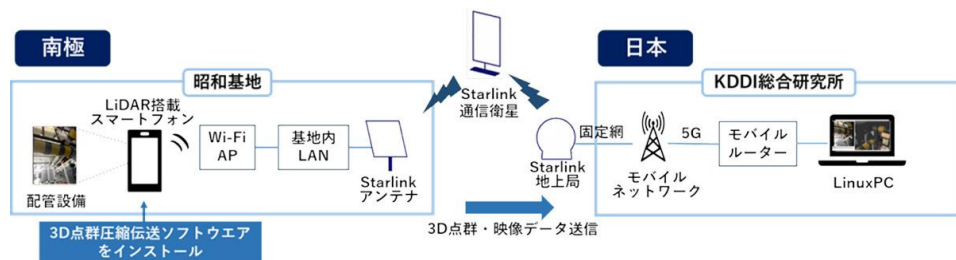 南極
日本
昭和基地
KDDI総合研究所
LiDAR搭載
スマートフォン
Wi-Fi
AP
基地内
LAN
Starlink
アンテナ
配管設備
3D点群圧縮伝送ソフトウエア
をインストール
Starlink
通信衛星
Starlink
地上局
固定網
5G
モバイル
ネットワーク
モバイル
ルーター
LinuxPC
3D点群・映像データ送信